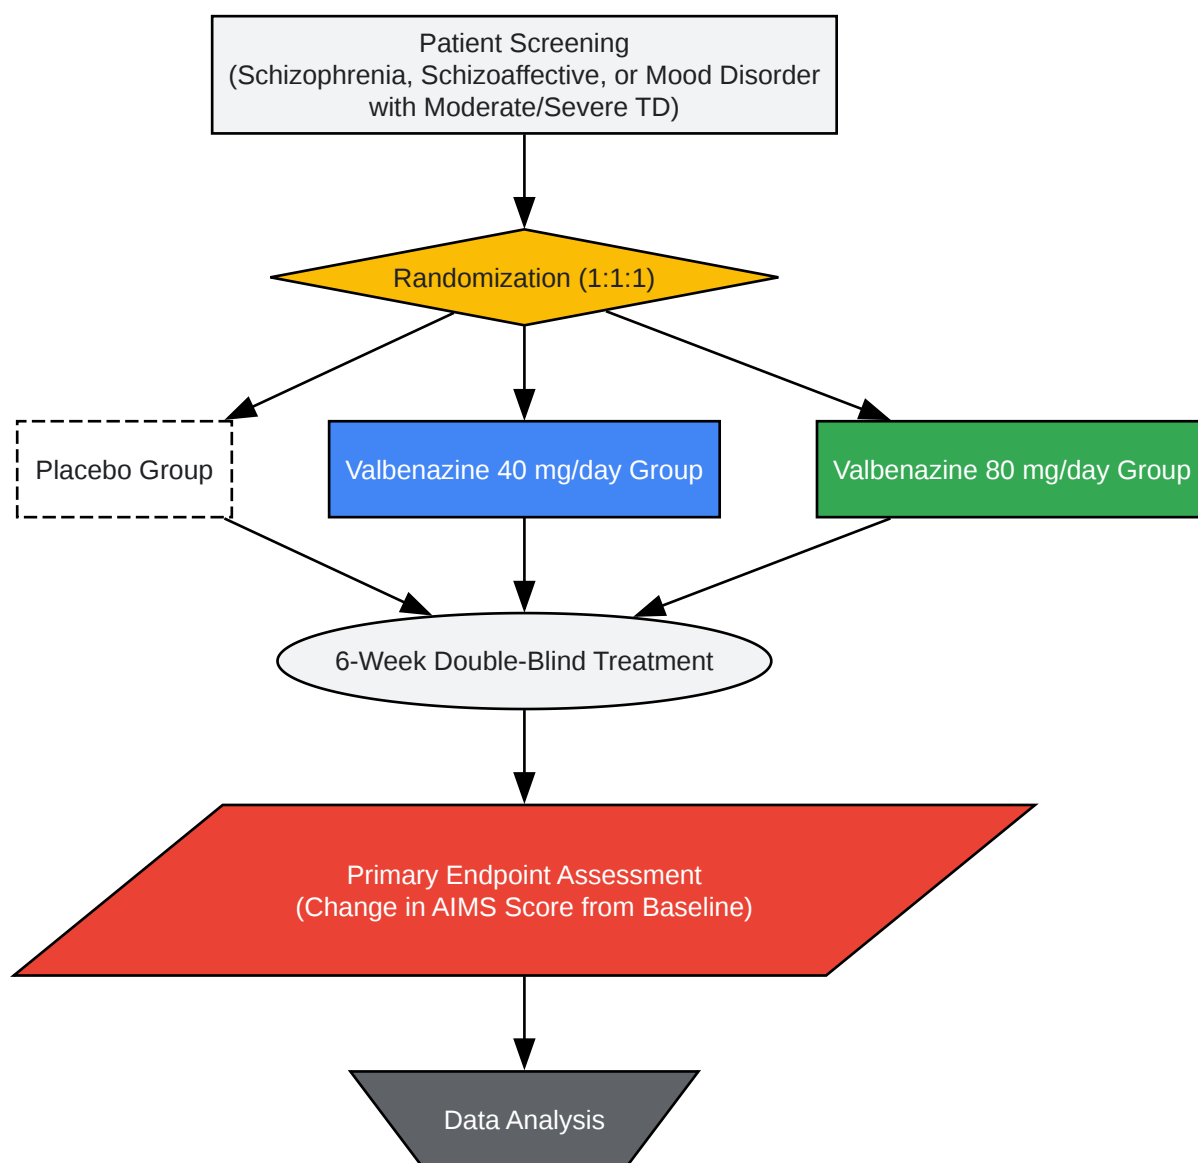 Patient Screening
(Schizophrenia, Schizoaffective, or Mood Disorder
with Moderate/Severe TD)
Randomization (1:1:1)
Placebo Group
Valbenazine 40 mg/day Group
Valbenazine 80 mg/day Group
6-Week Double-Blind Treatment
Primary Endpoint Assessment
(Change in AIMS Score from Baseline)
Data Analysis